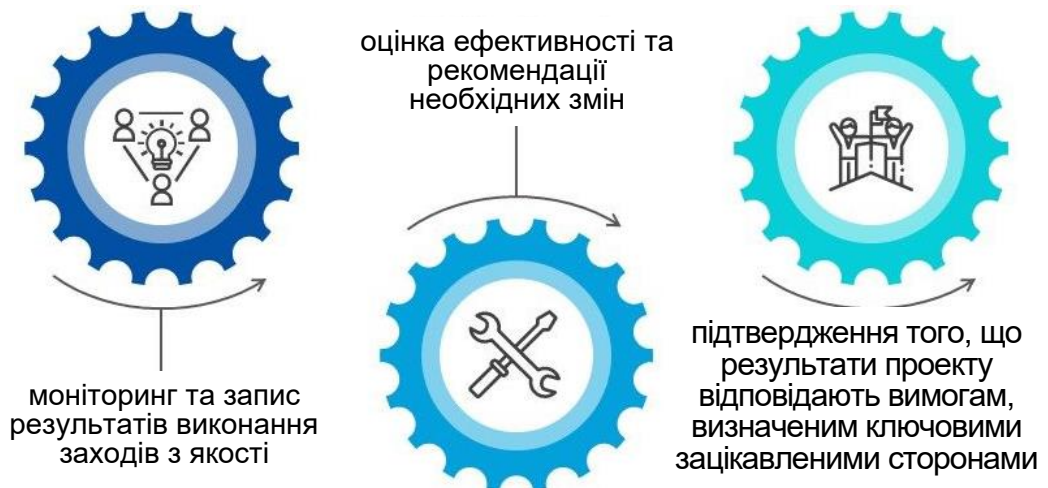 моніторинг та запис
результатів виконання
заходів з якості
оцінка ефективності та
рекомендації
необхідних змін
підтвердження того, що
результати проекту
відповідають вимогам,
визначеним ключовими
зацікавленими сторонами